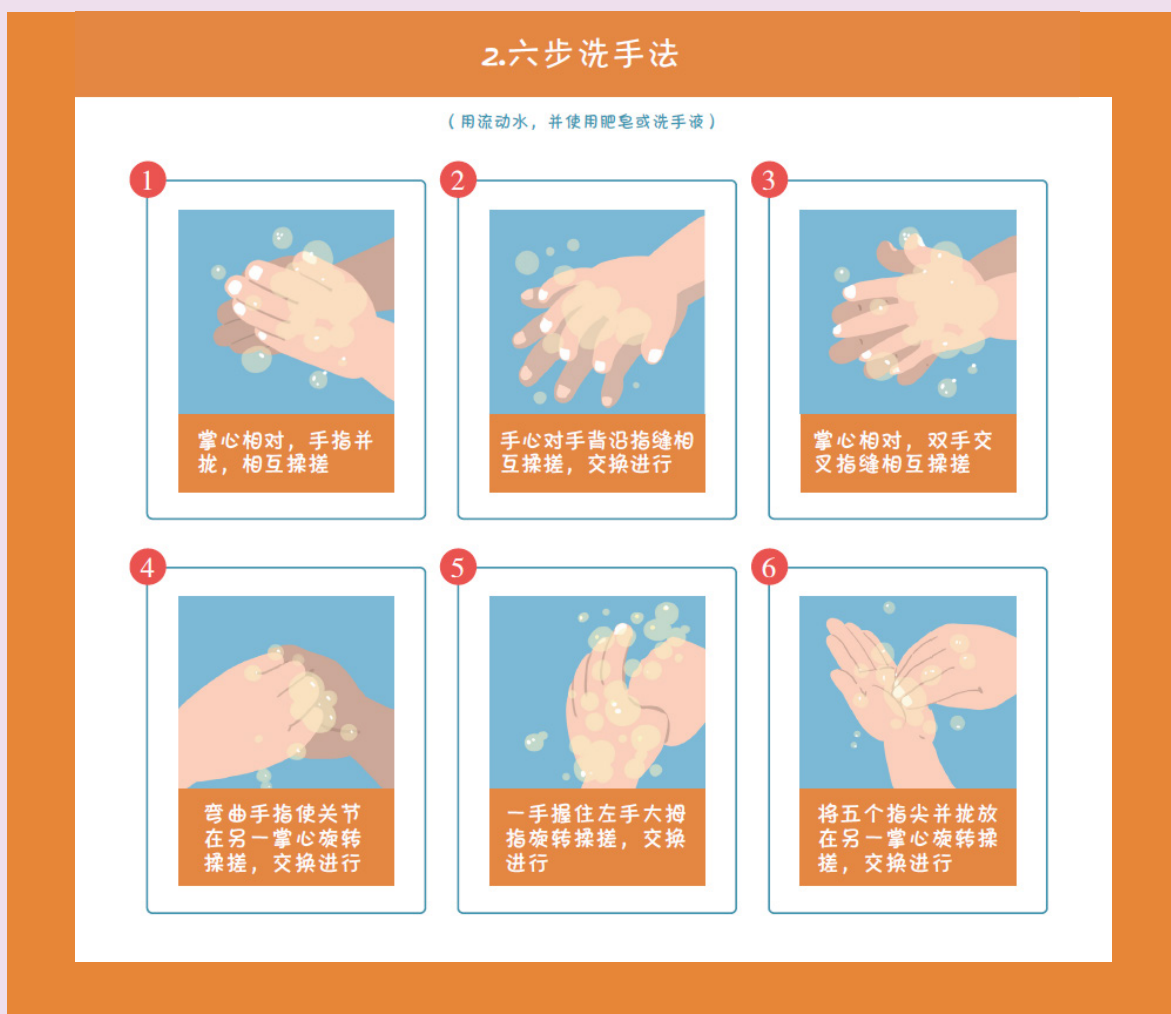 2.六步洗手法
（用流动水，并使用肥皂或洗手液）
1
2
3
掌心相对，手指并
拢，相互揉搓
手心对手背沿指缝相
互揉搓，交换进行
掌心相对，双手交
叉指缝相互揉搓
4
5
6
弯曲手指使关节
在另一掌心旋转
揉搓，交换进行
一手握住左手大拇
指旋转揉搓，交换
进行
将五个指尖并拢放
在另一掌心旋转揉
搓，交换进行